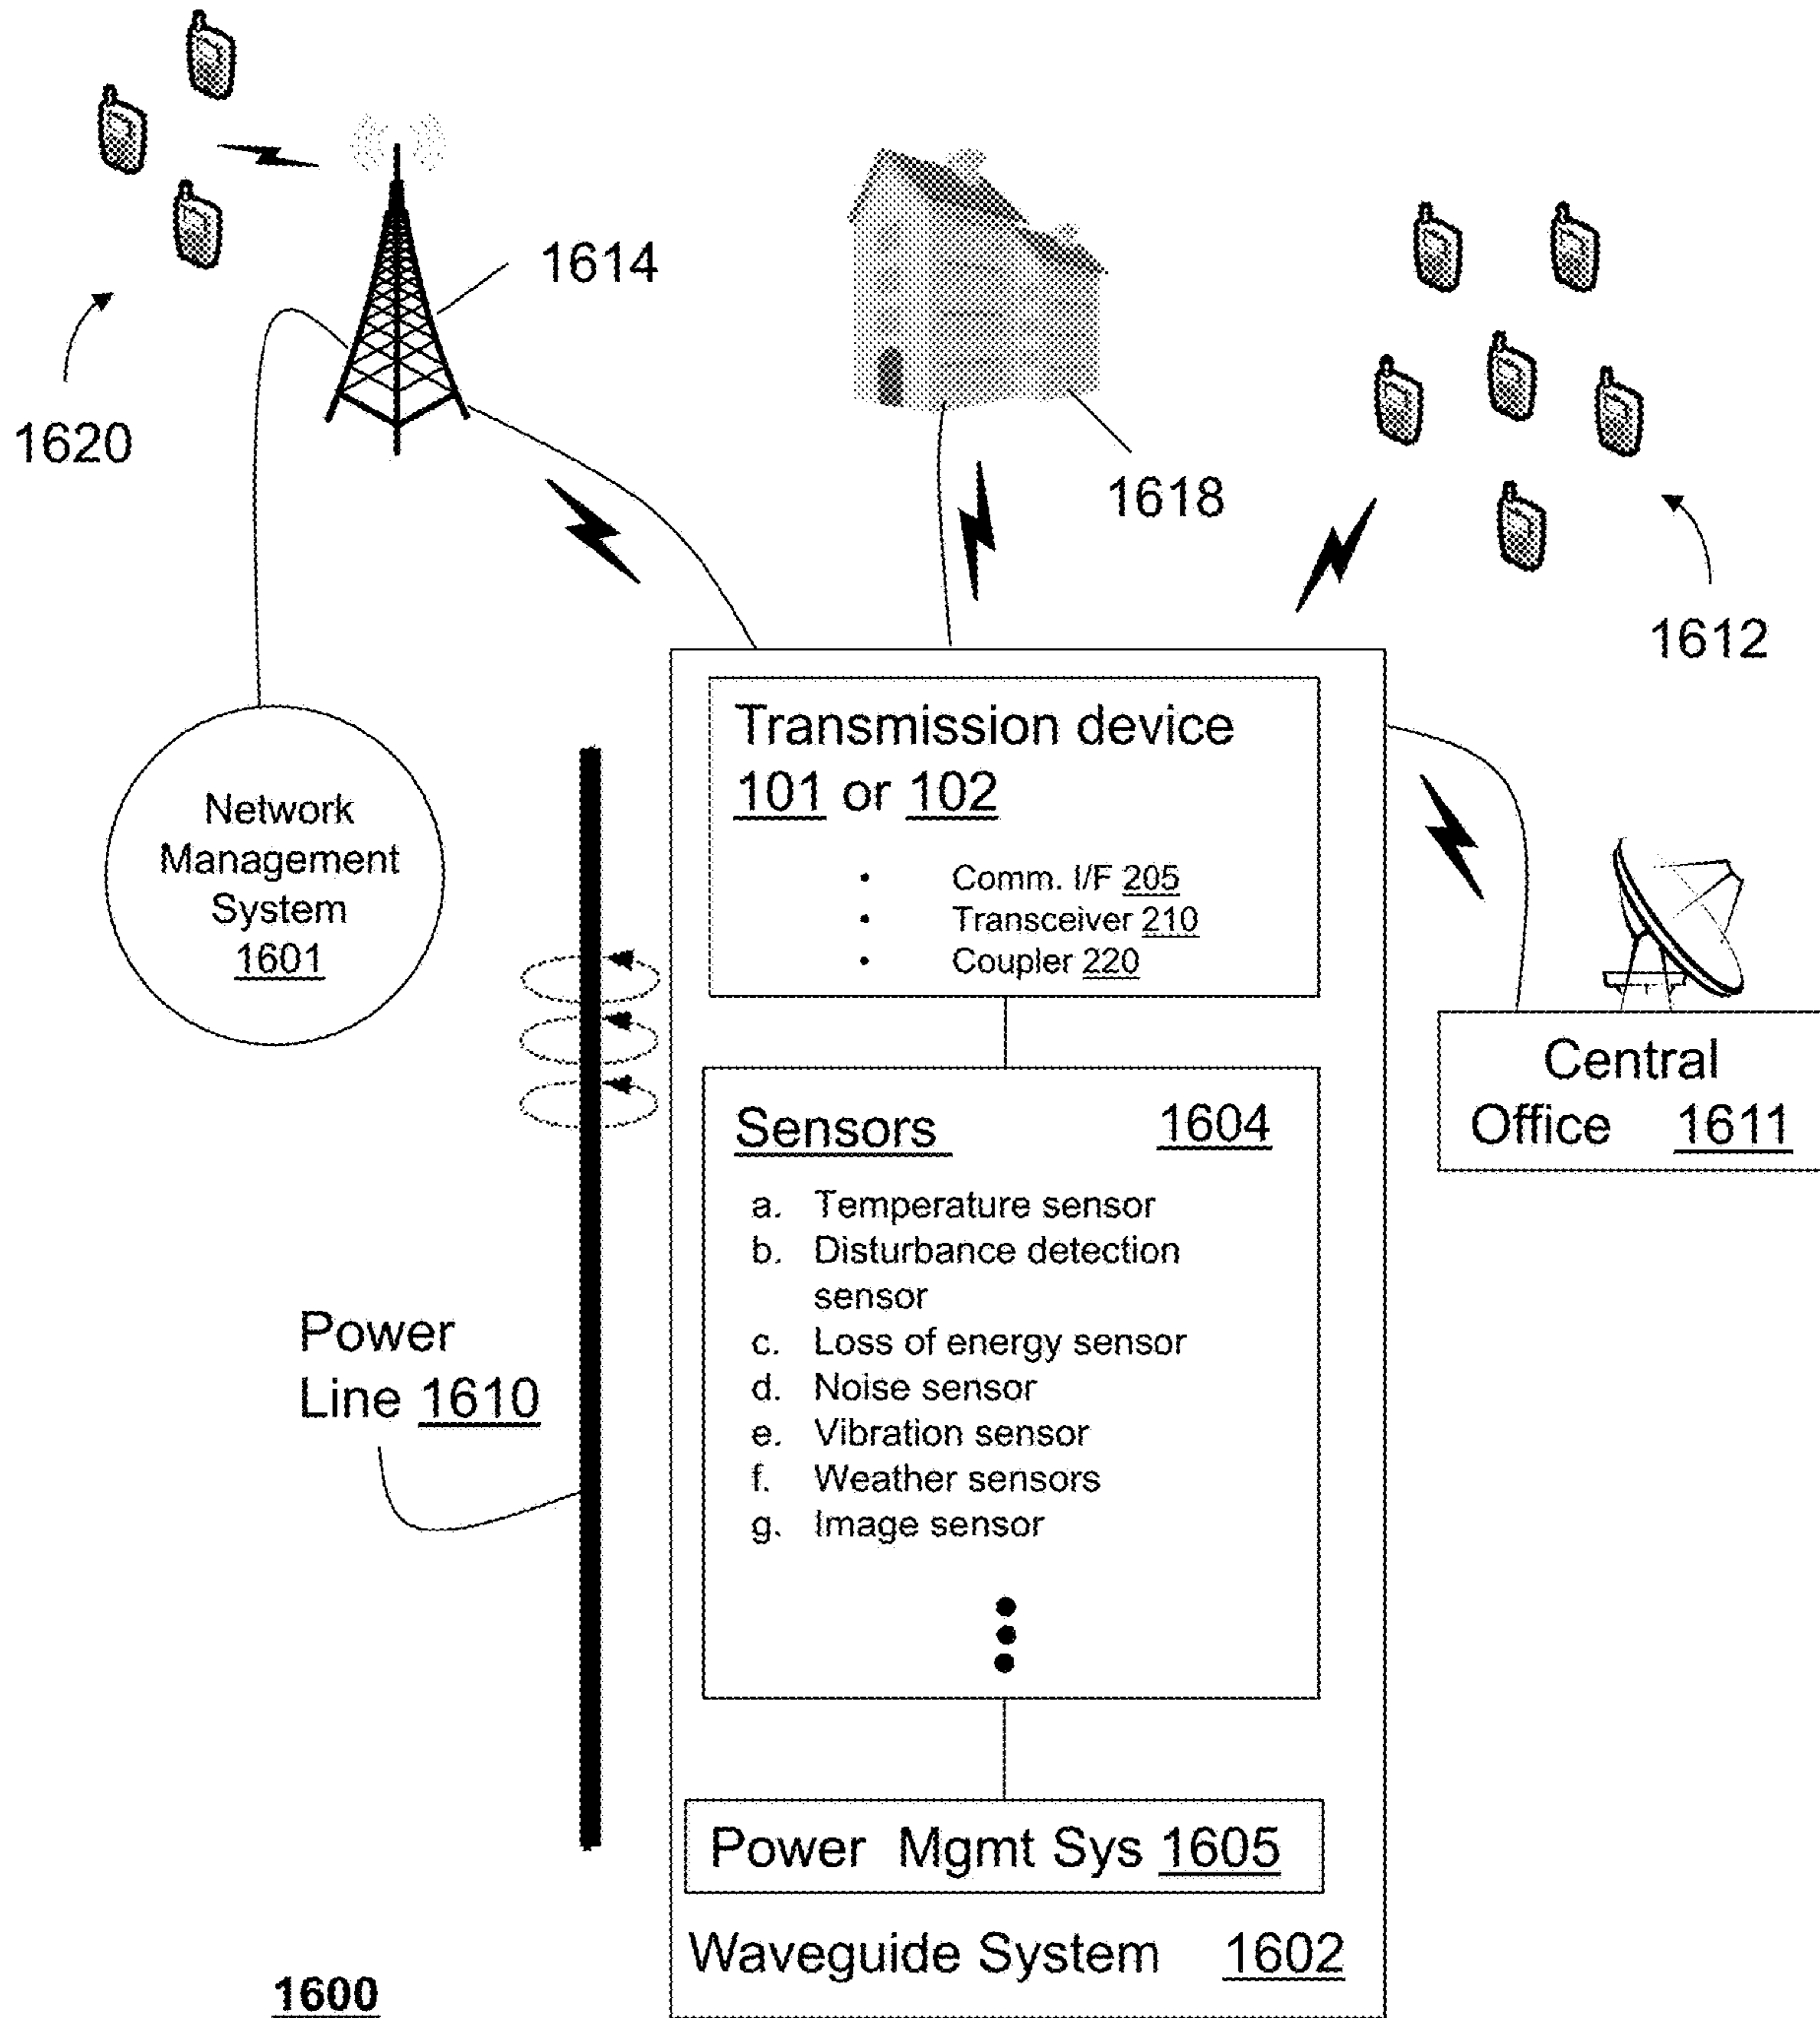 1614
1620
1618
1612
Network
Management
System
1601
Transmission device
101 or 102
• Comm. I/F 205
• Transceiver 210
• Coupler 220
Central
Office 1611
Sensors 1604
a. Temperature sensor
b. Disturbance detection
sensor
c. Loss of energy sensor
d. Noise sensor
e. Vibration sensor
f. Weather sensors
g. Image sensor
Power
Line 1610
Power Mgmt Sys 1605
Waveguide System 1602
1600